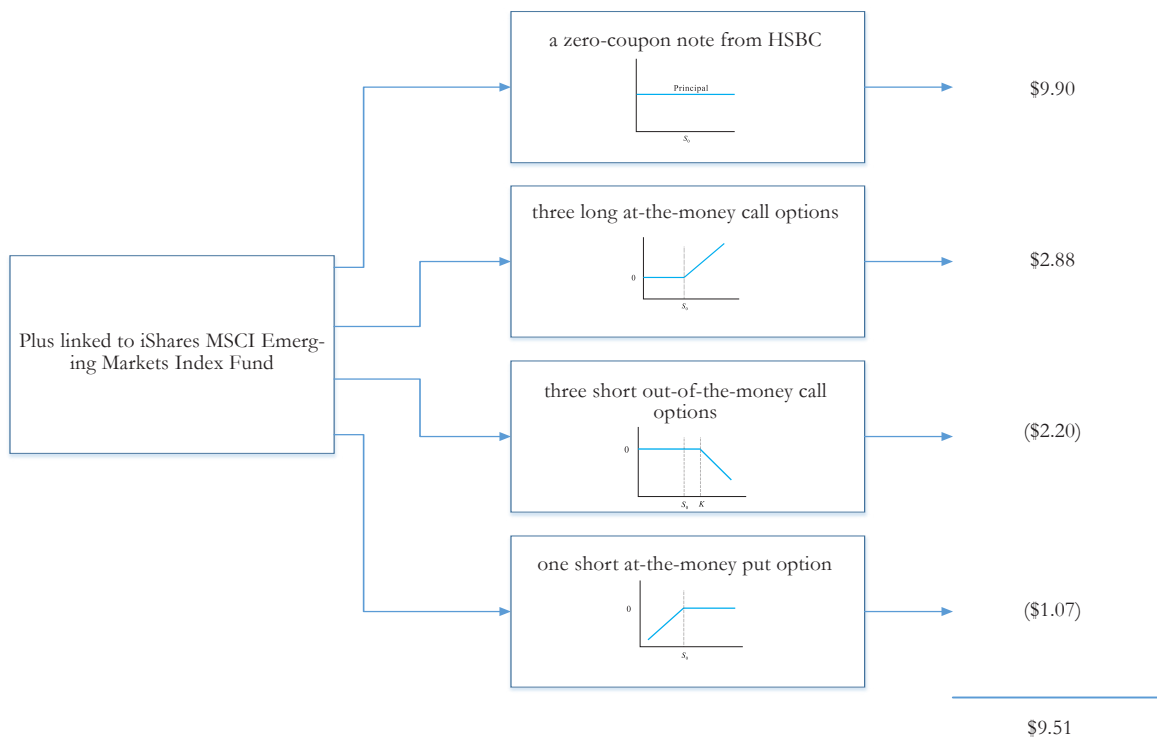 a zero-coupon note from HSBC
Principal
S₀
$9.90
three long at-the-money call options
0
S₀
$2.88
Plus linked to iShares MSCI Emerg-
ing Markets Index Fund
three short out-of-the-money call
options
0
S₀ K
($2.20)
one short at-the-money put option
0
S₀
($1.07)
$9.51